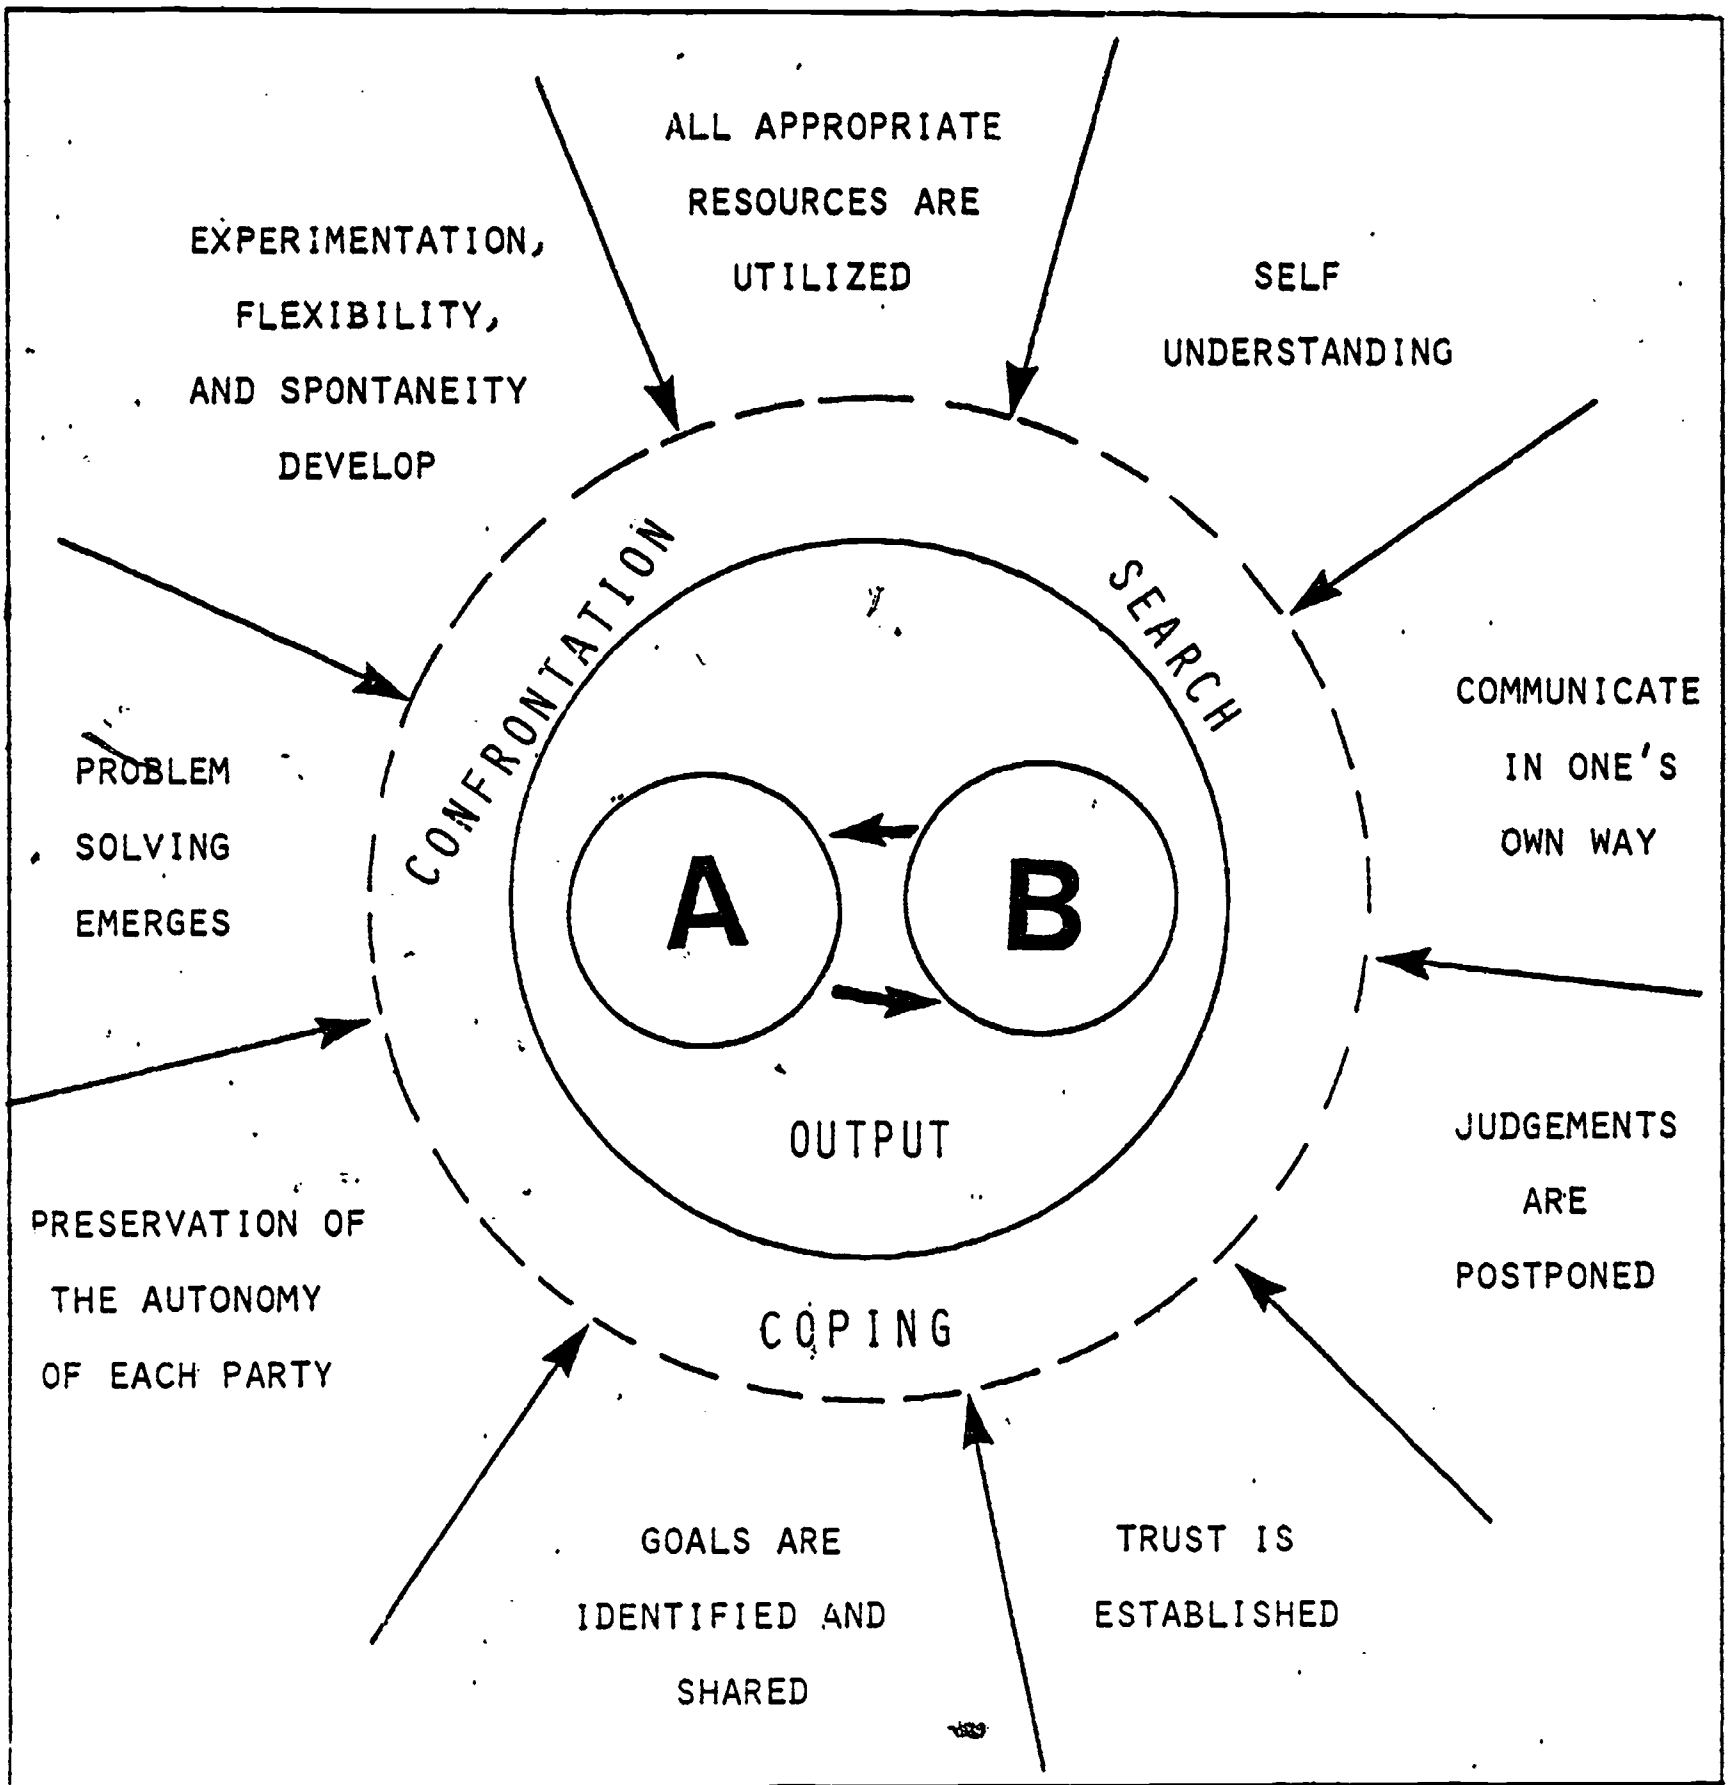 ALL APPROPRIATE
RESOURCES ARE
UTILIZED
EXPERIMENTATION,
FLEXIBILITY,
AND SPONTANEITY
DEVELOP
SELF
UNDERSTANDING
CONFRONTATION
SEARCH
COMMUNICATE
IN ONE'S
OWN WAY
PROBLEM
SOLVING
EMERGES
A
B
OUTPUT
JUDGEMENTS
ARE
POSTPONED
PRESERVATION OF
THE AUTONOMY
OF EACH PARTY
COPING
GOALS ARE
IDENTIFIED AND
SHARED
TRUST IS
ESTABLISHED